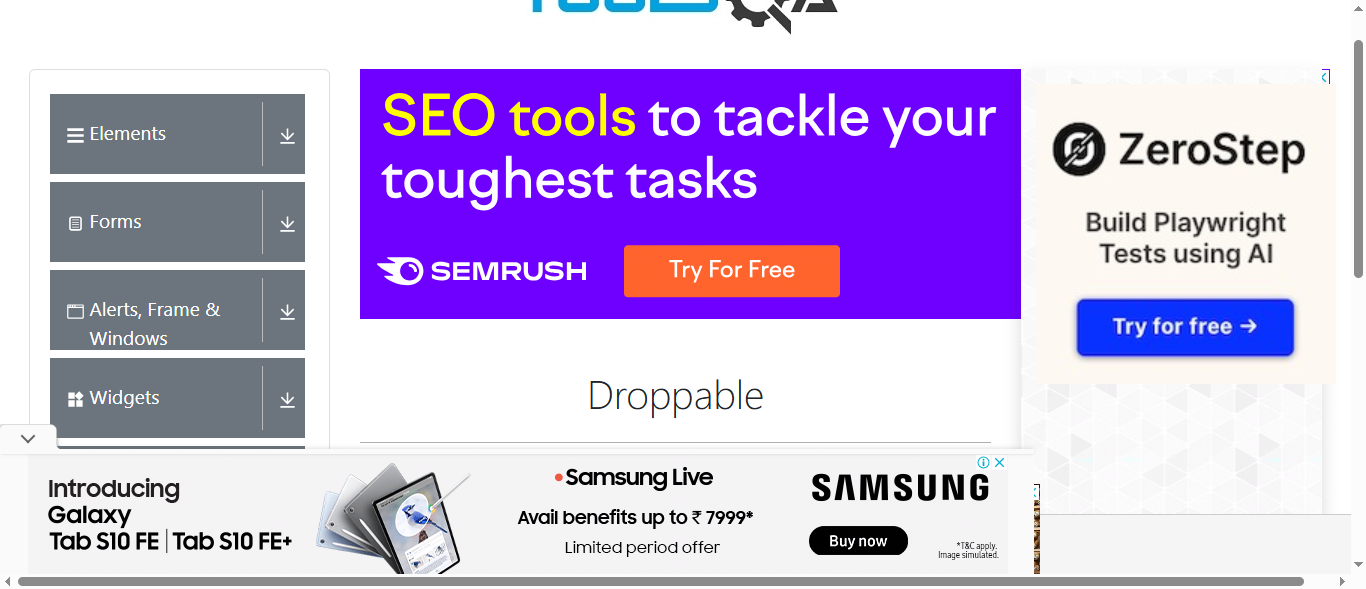 Elements
Forms
Alerts, Frame &
Windows
Widgets
SEO tools to tackle your
toughest tasks
SEMRUSH
Try For Free
ZeroStep
Build Playwright
Tests using AI
Try for free →
Droppable
Introducing
Galaxy
Tab S10 FE | Tab S10 FE+
Samsung Live
Avail benefits up to ₹ 7999*
Limited period offer
SAMSUNG
Buy now
*T&C apply.
Image simulated.